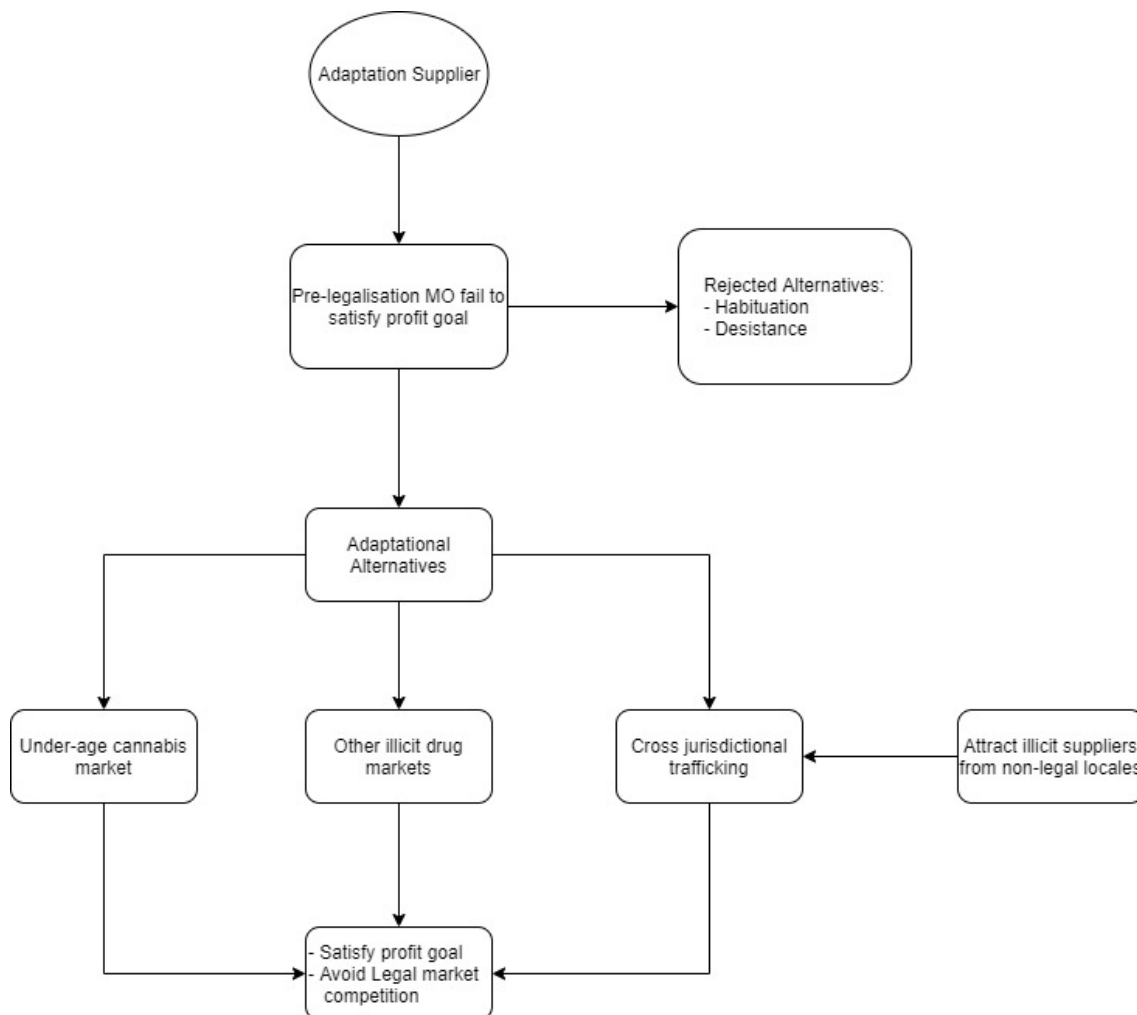 Adaptation Supplier
Pre-legalisation MO fail to
satisfy profit goal
Rejected Alternatives:
- Habituation
- Desistance
Adaptational
Alternatives
Under-age cannabis
market
Other illicit drug
markets
Cross jurisdictional
trafficking
Attract illicit suppliers
from non-legal locales
- Satisfy profit goal
- Avoid Legal market
competition